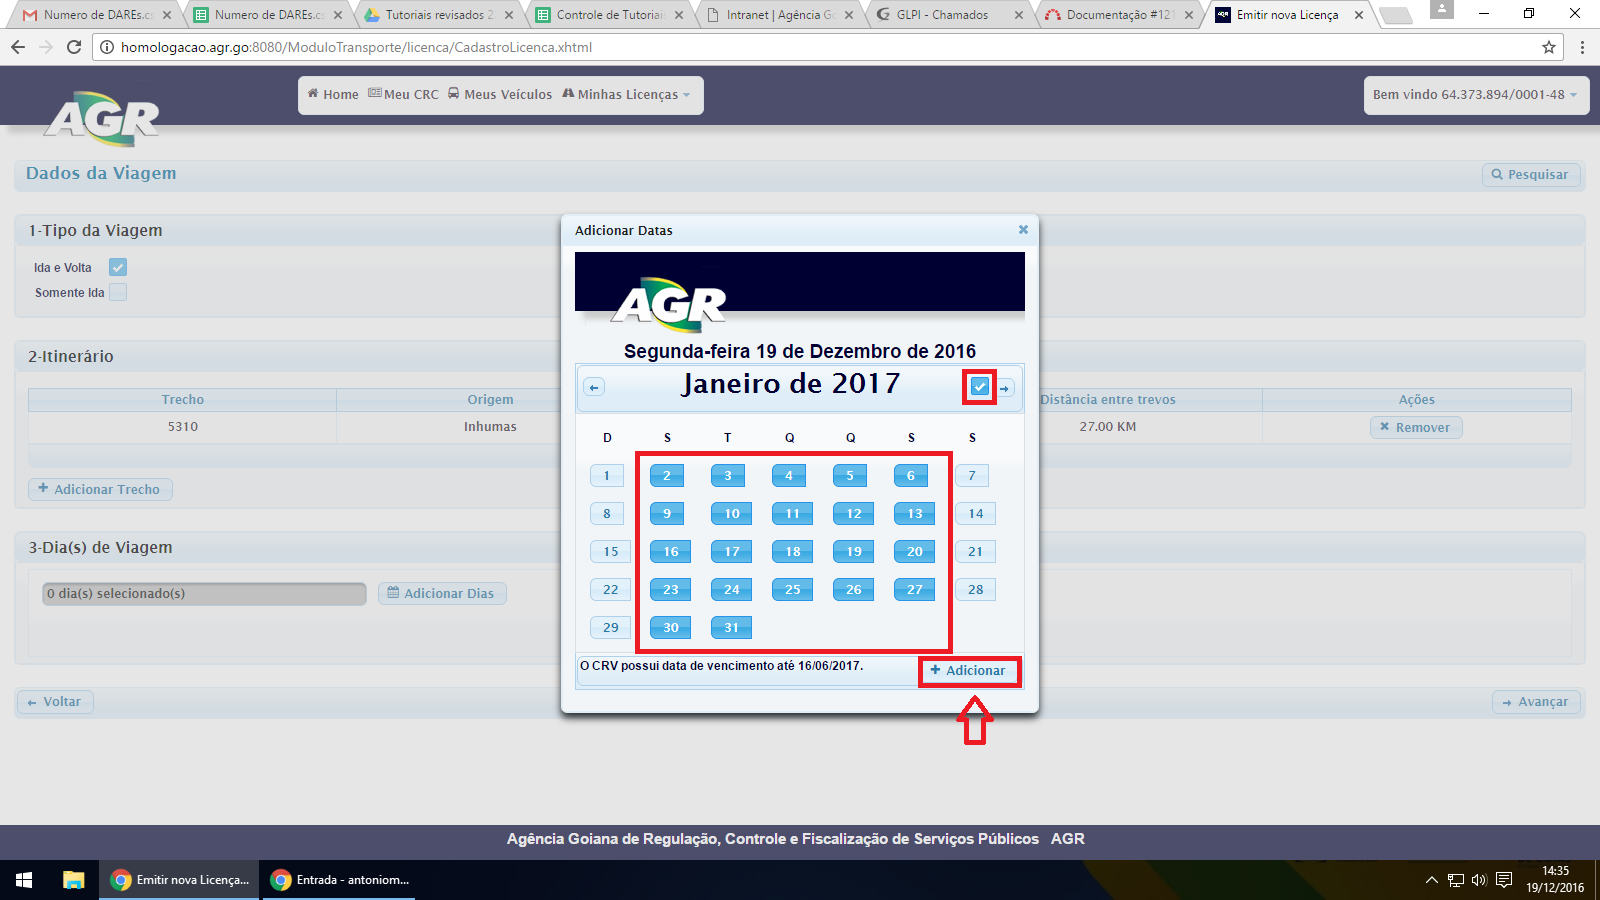 Numero de DAREs.cs
Numero de DAREs.cs
Tutoriais revisados 2
Controle de Tutoriai
Intranet | Agência Go
GLPI - Chamados
Documentação #121
Emitir nova Licença
homologacao.agr.go:8080/ModuloTransporte/licenca/CadastroLicenca.xhtml
AGR
Home
Meu CRC
Meus Veículos
Minhas Licenças
Bem vindo 64.373.894/0001-48
Dados da Viagem
Pesquisar
1-Tipo da Viagem
Ida e Volta
Somente Ida
2-Itinerário
Trecho
Origem
Distância entre trevos
Ações
5310
Inhumas
27.00 KM
Remover
Adicionar Trecho
3-Dia(s) de Viagem
0 dia(s) selecionado(s)
Adicionar Dias
Voltar
Avançar
Adicionar Datas
AGR
Segunda-feira 19 de Dezembro de 2016
Janeiro de 2017
D S T Q Q S S
1 2 3 4 5 6 7
8 9 10 11 12 13 14
15 16 17 18 19 20 21
22 23 24 25 26 27 28
29 30 31
O CRV possui data de vencimento até 16/06/2017.
Adicionar
Agência Goiana de Regulação, Controle e Fiscalização de Serviços Públicos AGR
Emitir nova Licença...
Entrada - antoniom...
14:35
19/12/2016